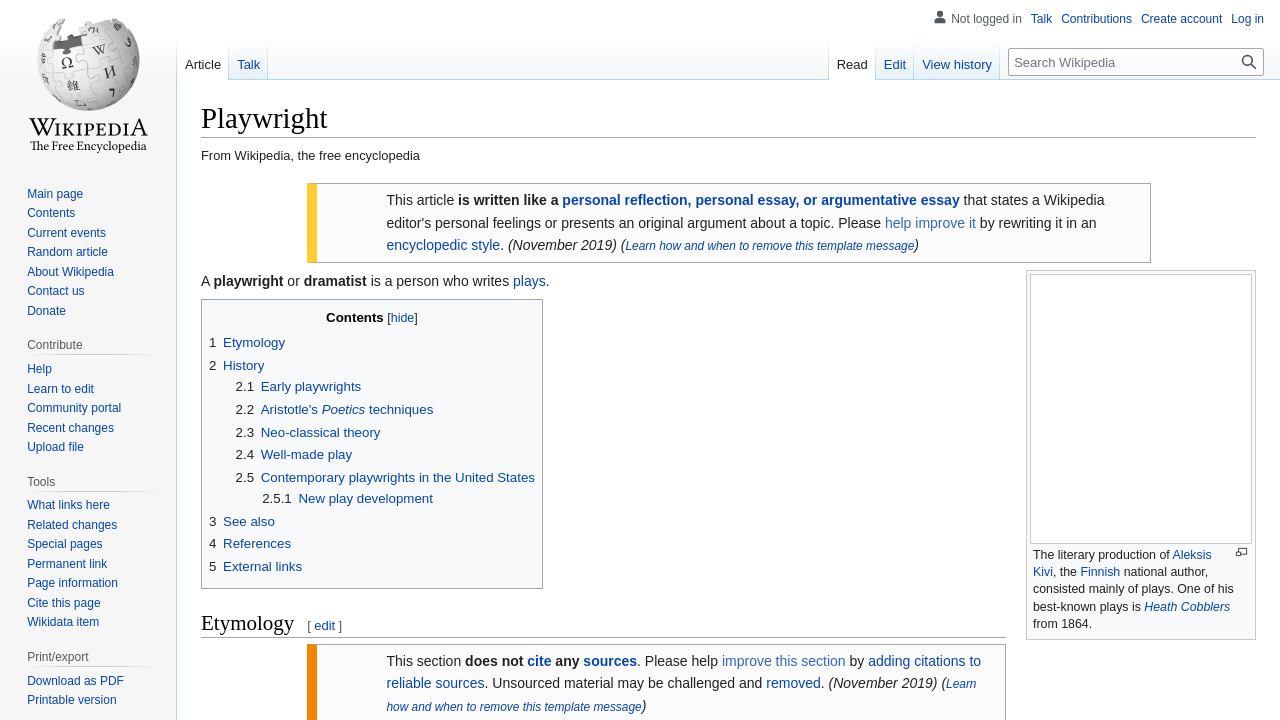 Not logged in Talk Contributions Create account Log in
Article Talk Read Edit View history Search Wikipedia
WIKIPEDIA
The Free Encyclopedia
Main page
Contents
Current events
Random article
About Wikipedia
Contact us
Donate
Contribute
Help
Learn to edit
Community portal
Recent changes
Upload file
Tools
What links here
Related changes
Special pages
Permanent link
Page information
Cite this page
Wikidata item
Print/export
Download as PDF
Printable version
Playwright
From Wikipedia, the free encyclopedia
This article is written like a personal reflection, personal essay, or argumentative essay that states a Wikipedia
editor's personal feelings or presents an original argument about a topic. Please help improve it by rewriting it in an
encyclopedic style. (November 2019) (Learn how and when to remove this template message)
A playwright or dramatist is a person who writes plays.
Contents [hide]
1 Etymology
2 History
2.1 Early playwrights
2.2 Aristotle's Poetics techniques
2.3 Neo-classical theory
2.4 Well-made play
2.5 Contemporary playwrights in the United States
2.5.1 New play development
3 See also
4 References
5 External links
The literary production of Aleksis
Kivi, the Finnish national author,
consisted mainly of plays. One of his
best-known plays is Heath Cobblers
from 1864.
Etymology [ edit ]
This section does not cite any sources. Please help improve this section by adding citations to
reliable sources. Unsourced material may be challenged and removed. (November 2019) (Learn
how and when to remove this template message)